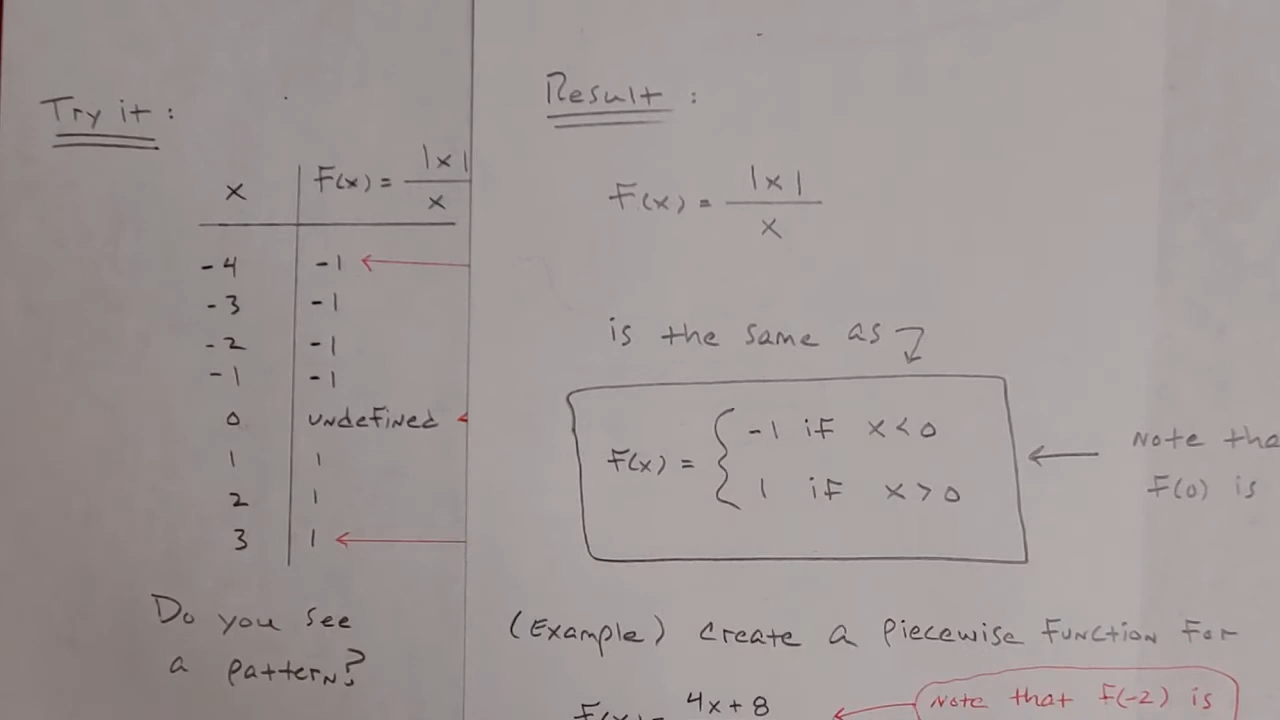 Try it:
x | F(x) = |x| / x
-4 | -1
-3 | -1
-2 | -1
-1 | -1
0 | undefined
1 | 1
2 | 1
3 | 1
Do you see
a pattern?
Result:
F(x) = |x| / x
is the same as
F(x) = { -1 if x < 0
1 if x > 0
Note tha
F(0) is
(Example) Create a piecewise function for
F(x) = 4x + 8
Note that F(-2) is